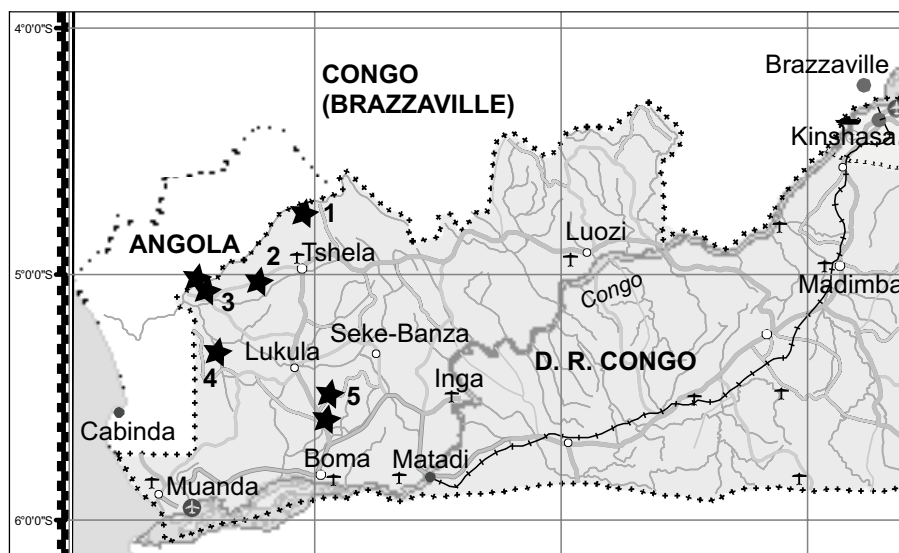 4°0'0"S
CONGO
(BRAZZAVILLE)
Brazzaville
Kinshasa
1
ANGOLA
2
Tshela
Luozi
5°0'0"S
3
Congo
Madimba
Seke-Banza
Lukula
4
D. R. CONGO
Inga
5
Cabinda
Boma
Matadi
Muanda
6°0'0"S